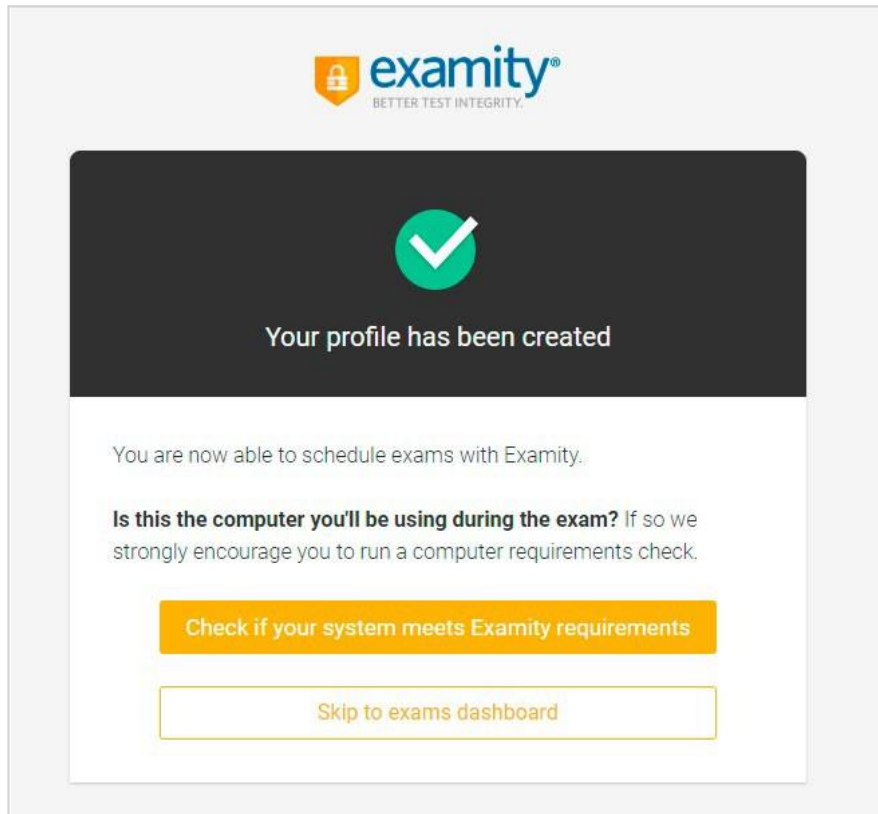 examity®
BETTER TEST INTEGRITY.
Your profile has been created
You are now able to schedule exams with Examity.
Is this the computer you'll be using during the exam? If so we
strongly encourage you to run a computer requirements check.
Check if your system meets Examity requirements
Skip to exams dashboard